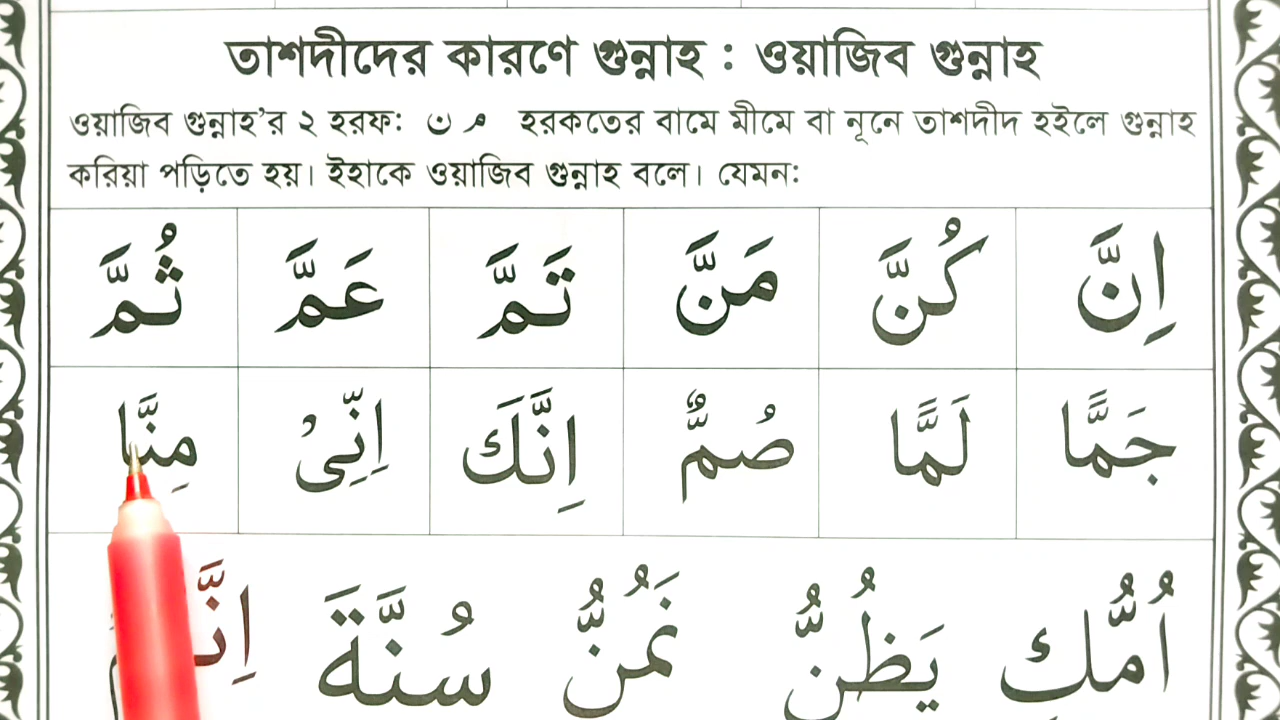 তাশদীদের কারণে গুন্নাহ : ওয়াজিব গুন্নাহ
ওয়াজিব গুন্নাহ’র ২ হরফ: م ن হরকতের বামে মীমে বা নূনে তাশদীদ হইলে গুন্নাহ
করিয়া পড়িতে হয়। ইহাকে ওয়াজিব গুন্নাহ বলে। যেমন:
اِنَّ كُنَّ مَنَّ تَمَّ عَمَّ ثُمَّ
جَمَّا لَمَّا صُمٌّ اِنَّكَ اِنِّىْ مِنَّا
اُمُّكِ يَظُنُّ نَمُنُّ سُنَّةَ